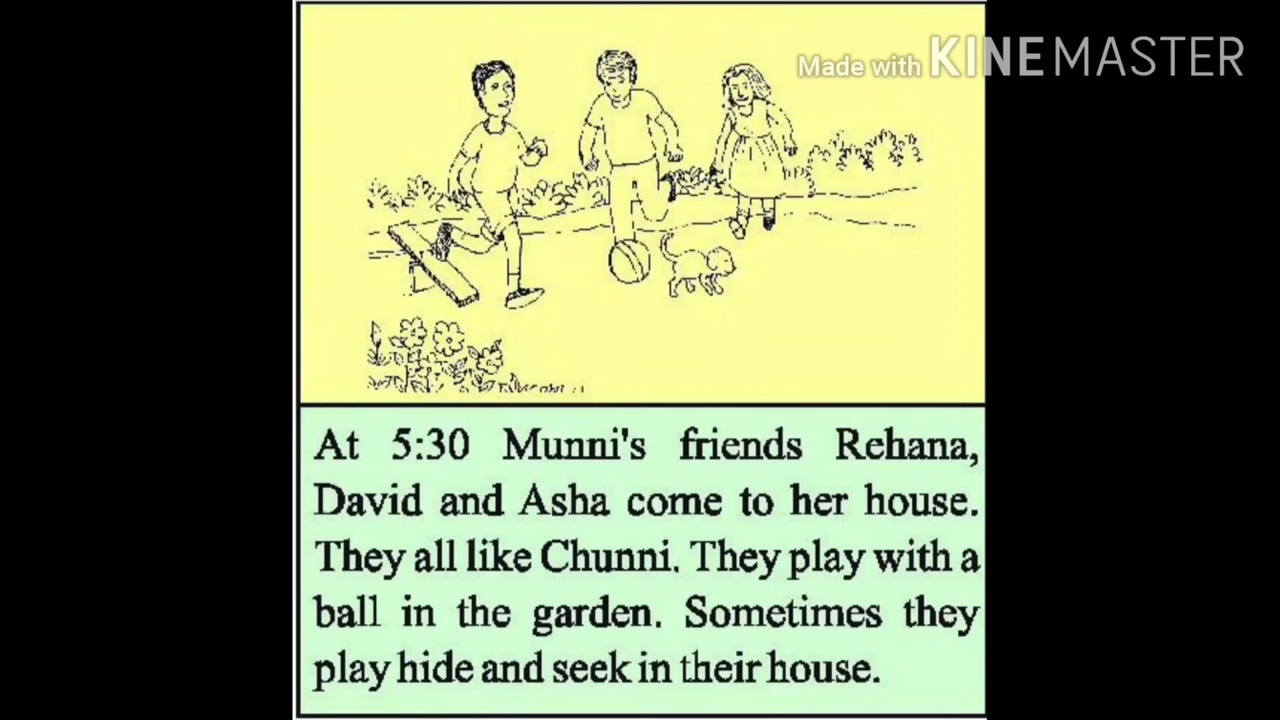 Made with KINEMASTER
At 5:30 Munni's friends Rehana,
David and Asha come to her house.
They all like Chunni. They play with a
ball in the garden. Sometimes they
play hide and seek in their house.